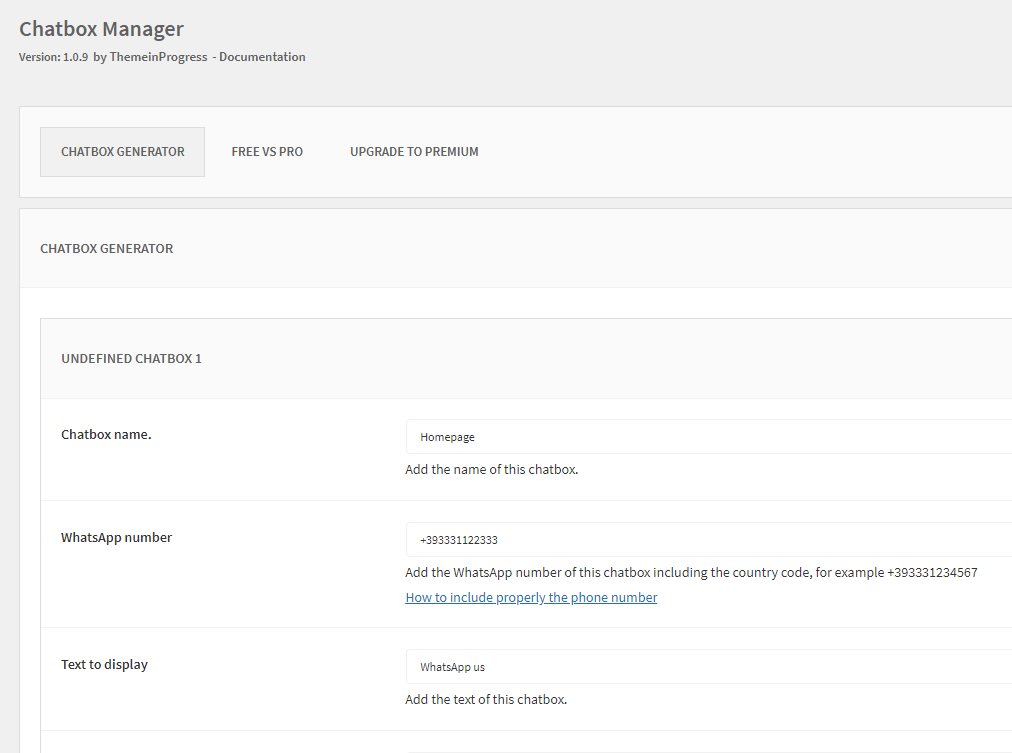 Chatbox Manager
Version: 1.0.9 by ThemeinProgress - Documentation
CHATBOX GENERATOR FREE VS PRO UPGRADE TO PREMIUM
CHATBOX GENERATOR
UNDEFINED CHATBOX 1
Chatbox name.
Homepage
Add the name of this chatbox.
WhatsApp number
+393331122333
Add the WhatsApp number of this chatbox including the country code, for example +393331234567
How to include properly the phone number
Text to display
WhatsApp us
Add the text of this chatbox.